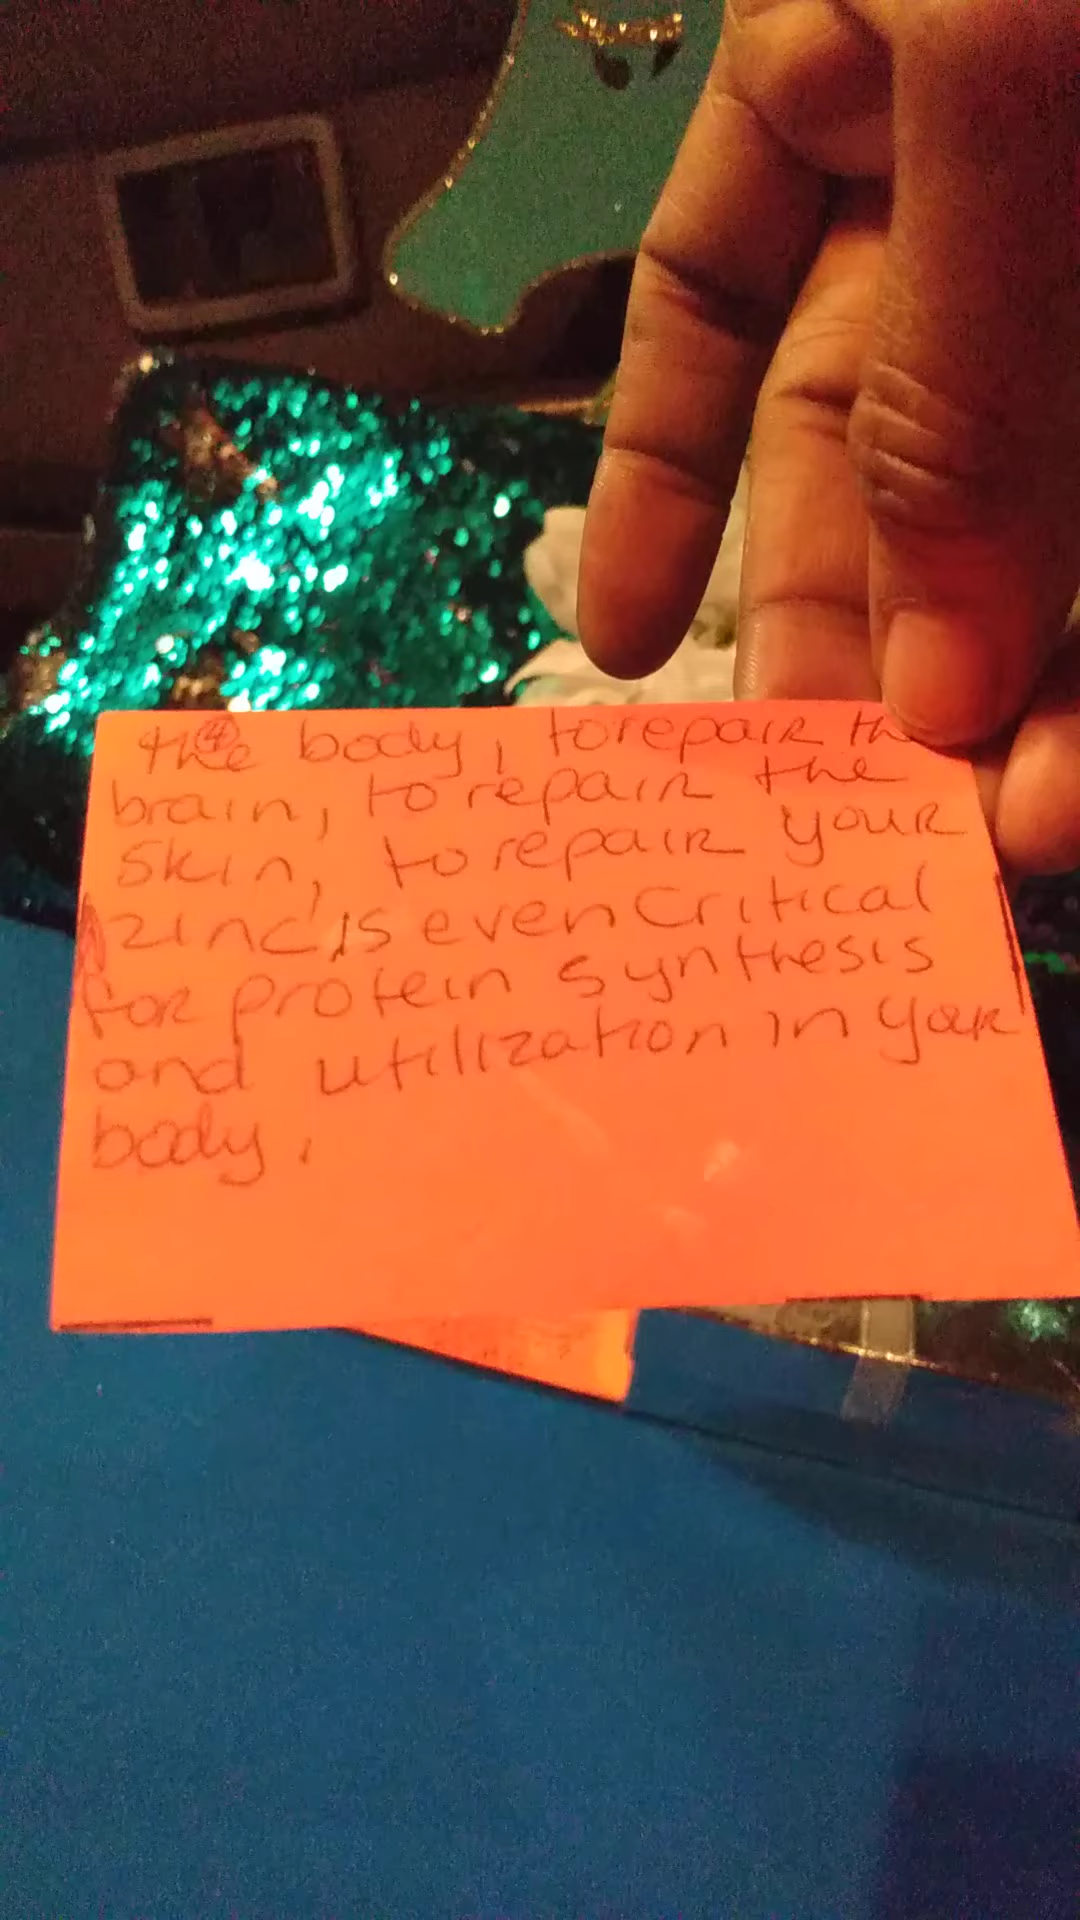 ④
the body, to repair the
brain, to repair the
skin, to repair your
zinc, is even critical
for protein synthesis
and utilization in your
body.